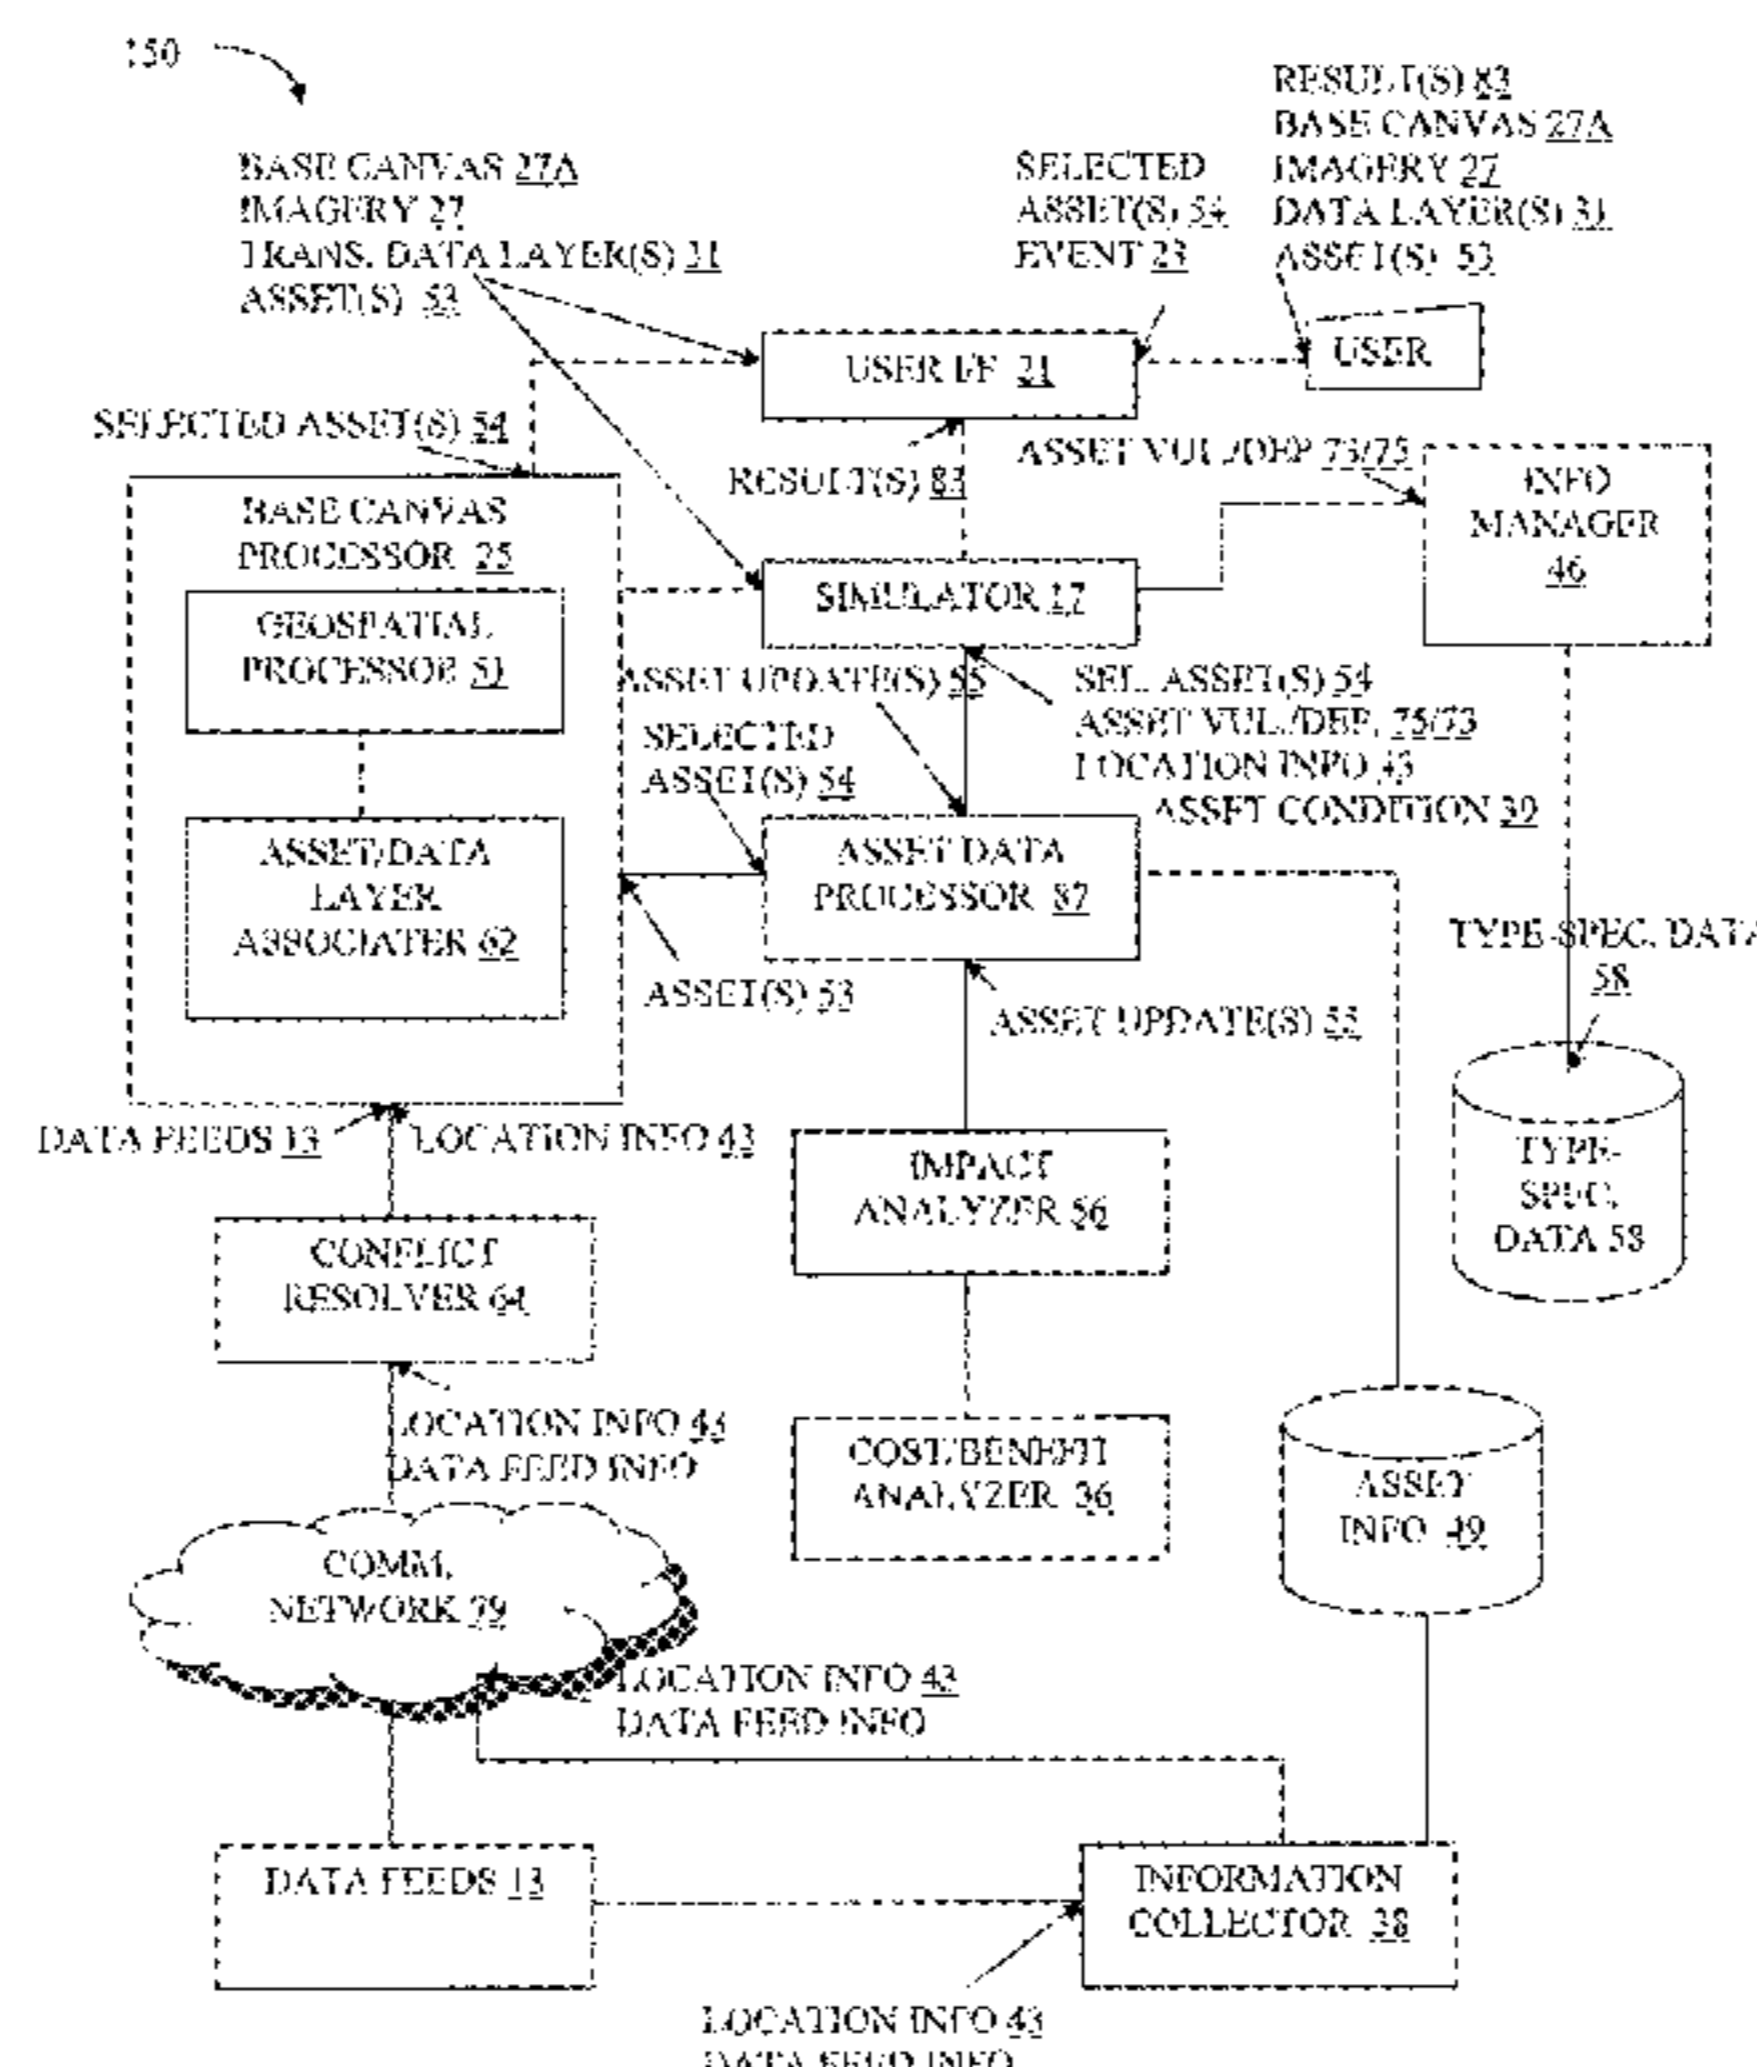 150
BASE CANVAS 27A
IMAGERY 27
TRANS. DATA LAYER(S) 31
ASSET(S) 53
SELECTED
ASSET(S) 54
EVENT 23
RESULT(S) 83
BASE CANVAS 27A
IMAGERY 27
DATA LAYER(S) 31
ASSET(S) 53
USER I/F 21
USER
SELECTED ASSET(S) 54
RESULT(S) 83
ASSET VUL/DEP 75/73
INFO
MANAGER
46
BASE CANVAS
PROCESSOR 25
GEOSPATIAL
PROCESSOR 51
SIMULATOR 17
ASSET UPDATE(S) 55
SEL. ASSET(S) 54
ASSET VUL./DEP. 75/73
LOCATION INFO 43
ASSET CONDITION 39
SELECTED
ASSET(S) 54
ASSET/DATA
LAYER
ASSOCIATER 62
ASSET DATA
PROCESSOR 87
TYPE-SPEC. DATA
58
ASSET(S) 53
ASSET UPDATE(S) 55
DATA FEEDS 13
LOCATION INFO 43
IMPACT
ANALYZER 56
TYPE-
SPEC.
DATA 58
CONFLICT
RESOLVER 64
LOCATION INFO 43
DATA FEED INFO
COST/BENEFIT
ANALYZER 36
ASSET
INFO 49
COMM.
NETWORK 79
LOCATION INFO 43
DATA FEED INFO
DATA FEEDS 13
INFORMATION
COLLECTOR 38
LOCATION INFO 43
DATA FEED INFO